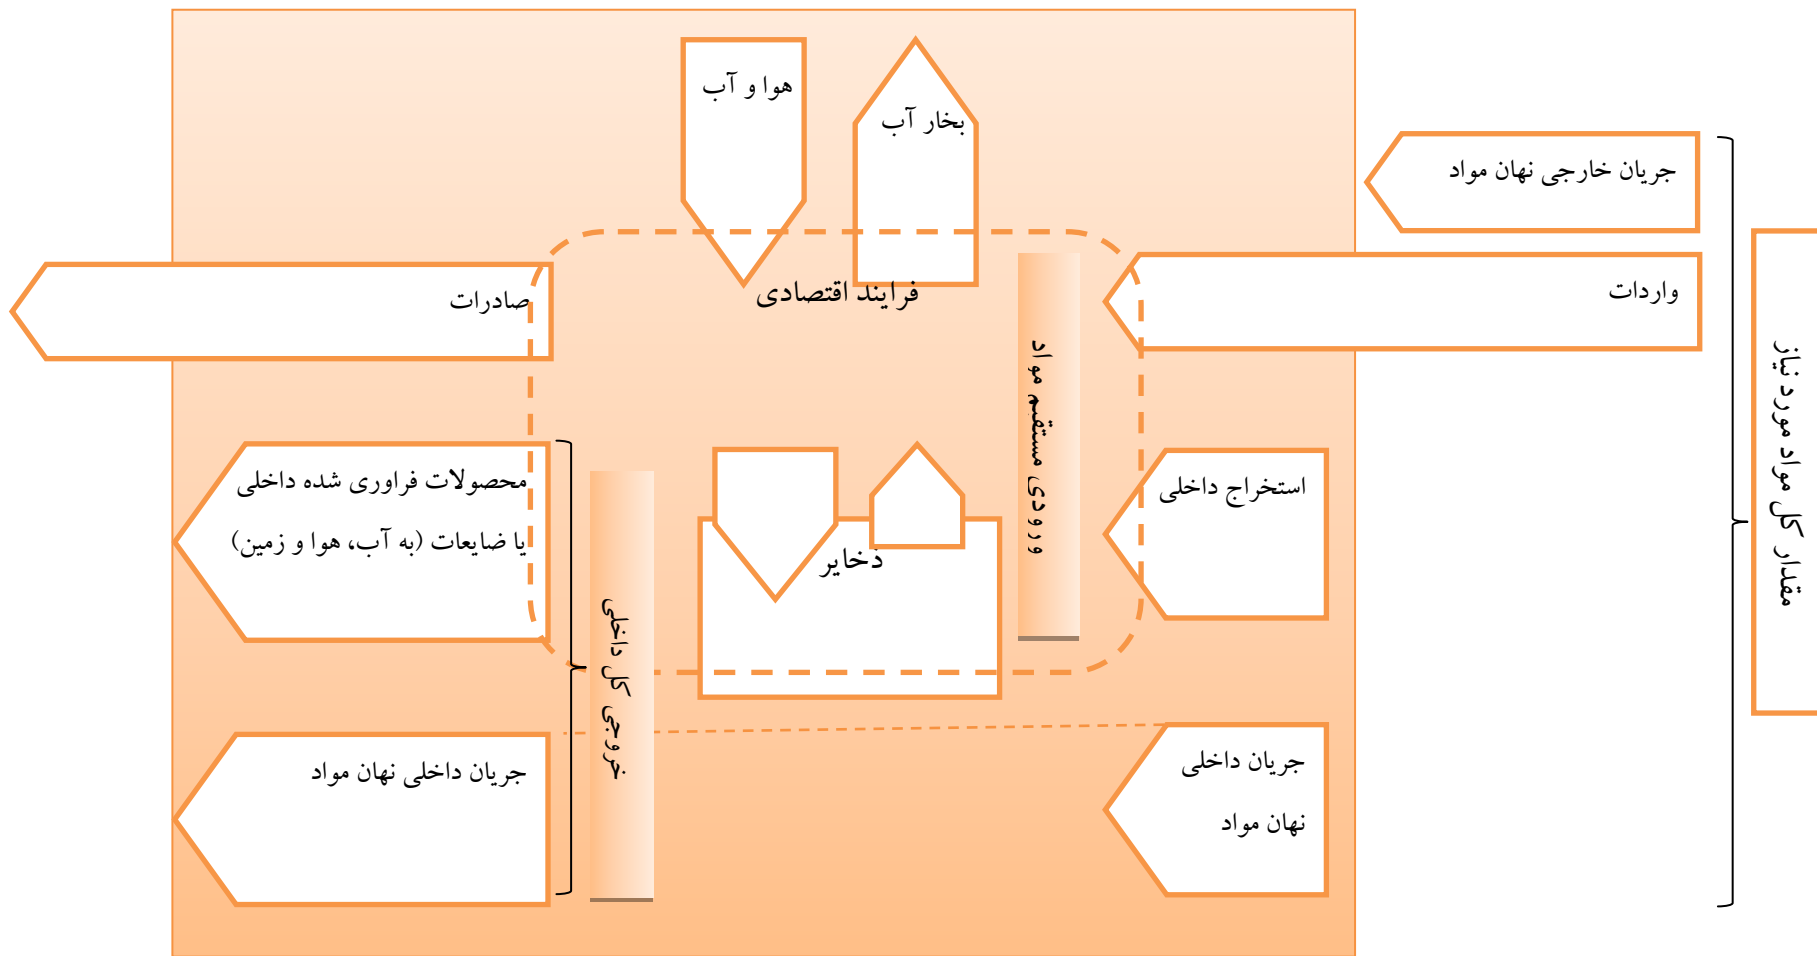 هوا و آب
بخار آب
جریان خارجی نهان مواد
واردات
صادرات
فرایند اقتصادی
مقدار کل مواد مورد نیاز
ورودی مستقیم مواد
استخراج داخلی
محصولات فراوری شده داخلی
یا ضایعات (به آب، هوا و زمین)
ذخایر
خروجی کل داخلی
جریان داخلی
نهان مواد
جریان داخلی نهان مواد